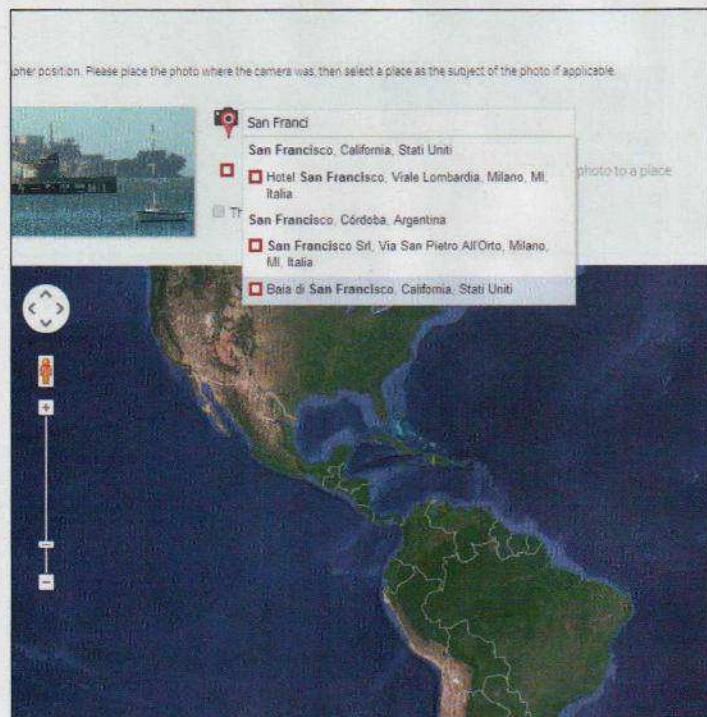 apher position. Please place the photo where the camera was, then select a place as the subject of the photo if applicable.
San Franci
San Francisco, California, Stati Uniti
Hotel San Francisco, Viale Lombardia, Milano, MI,
Italia
photo to a place
San Francisco, Córdoba, Argentina
Th
San Francisco Srl, Via San Pietro All'Orto, Milano,
MI, Italia
Baia di San Francisco, California, Stati Uniti